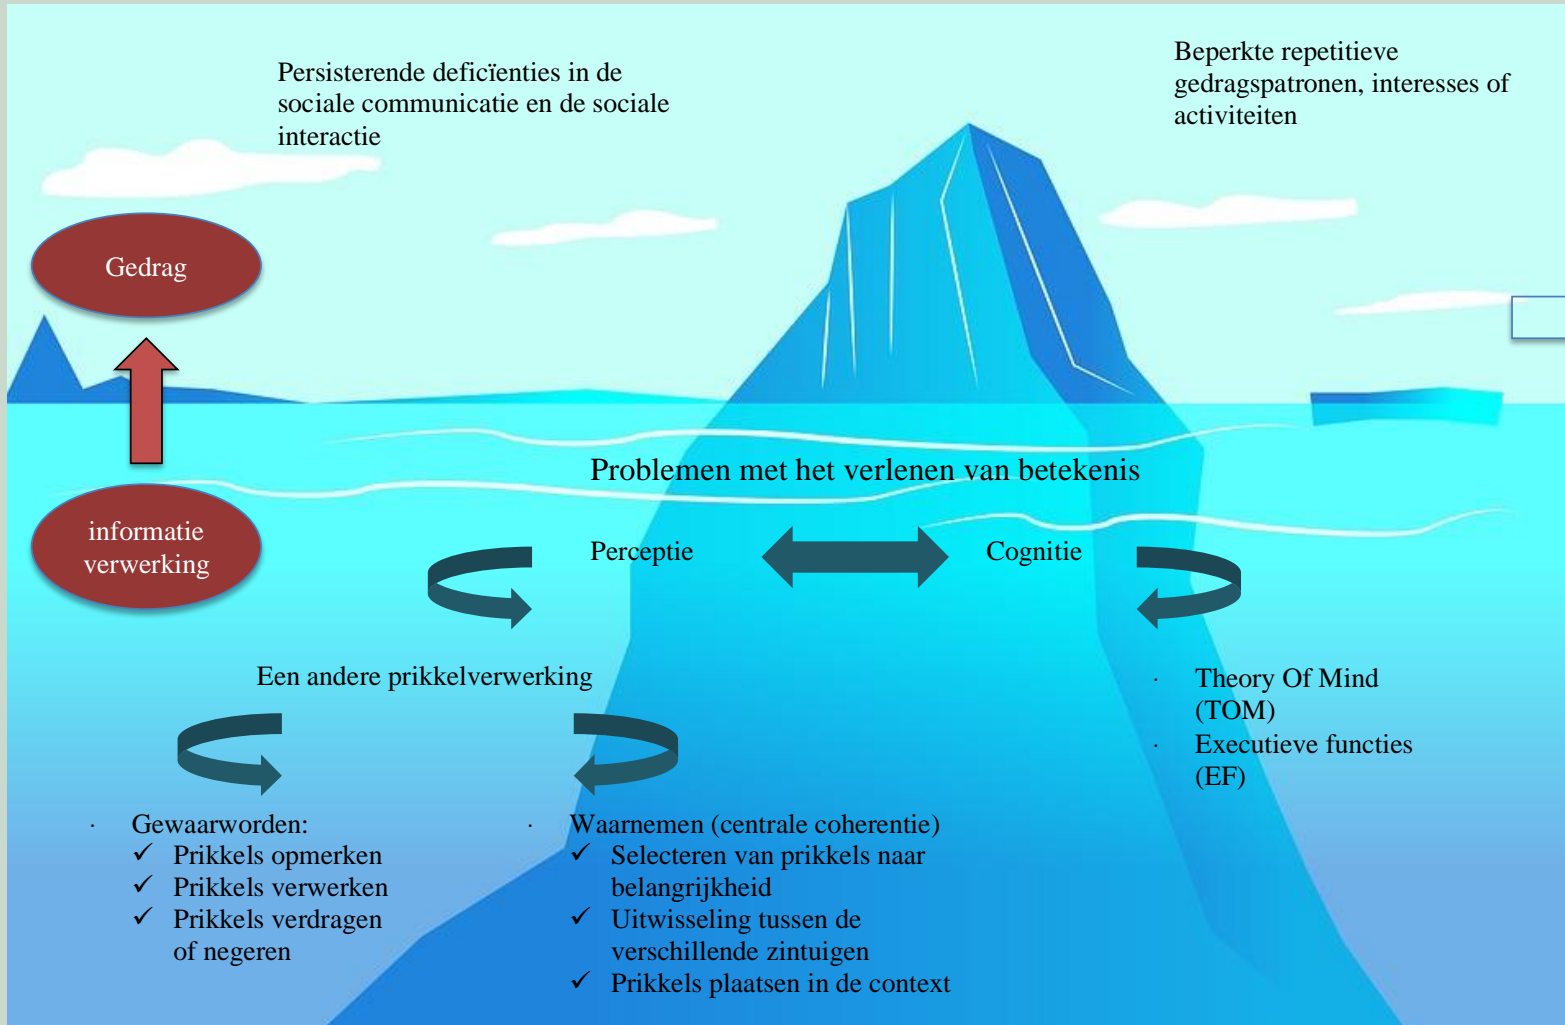 Persisterende deficïenties in de
sociale communicatie en de sociale
interactie
Beperkte repetitieve
gedragspatronen, interesses of
activiteiten
Gedrag
informatie
verwerking
Problemen met het verlenen van betekenis
Perceptie
Cognitie
Een andere prikkelverwerking
· Theory Of Mind
(TOM)
· Executieve functies
(EF)
· Gewaarworden:
✓ Prikkels opmerken
✓ Prikkels verwerken
✓ Prikkels verdragen
of negeren
· Waarnemen (centrale coherentie)
✓ Selecteren van prikkels naar
belangrijkheid
✓ Uitwisseling tussen de
verschillende zintuigen
✓ Prikkels plaatsen in de context